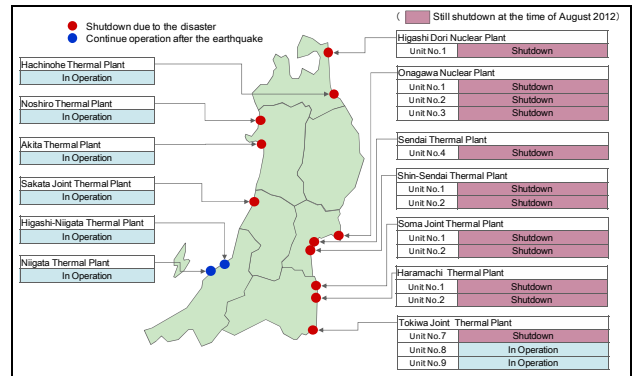 Shutdown due to the disaster
Continue operation after the earthquake
( Still shutdown at the time of August 2012)
Hachinohe Thermal Plant
In Operation
Noshiro Thermal Plant
In Operation
Akita Thermal Plant
In Operation
Sakata Joint Thermal Plant
In Operation
Higashi-Niigata Thermal Plant
In Operation
Niigata Thermal Plant
In Operation
Higashi Dori Nuclear Plant
Unit No.1 Shutdown
Onagawa Nuclear Plant
Unit No.1 Shutdown
Unit No.2 Shutdown
Unit No.3 Shutdown
Sendai Thermal Plant
Unit No.4 Shutdown
Shin-Sendai Thermal Plant
Unit No.1 Shutdown
Unit No.2 Shutdown
Soma Joint Thermal Plant
Unit No.1 Shutdown
Unit No.2 Shutdown
Haramachi Thermal Plant
Unit No.1 Shutdown
Unit No.2 Shutdown
Tokiwa Joint Thermal Plant
Unit No.7 Shutdown
Unit No.8 In Operation
Unit No.9 In Operation